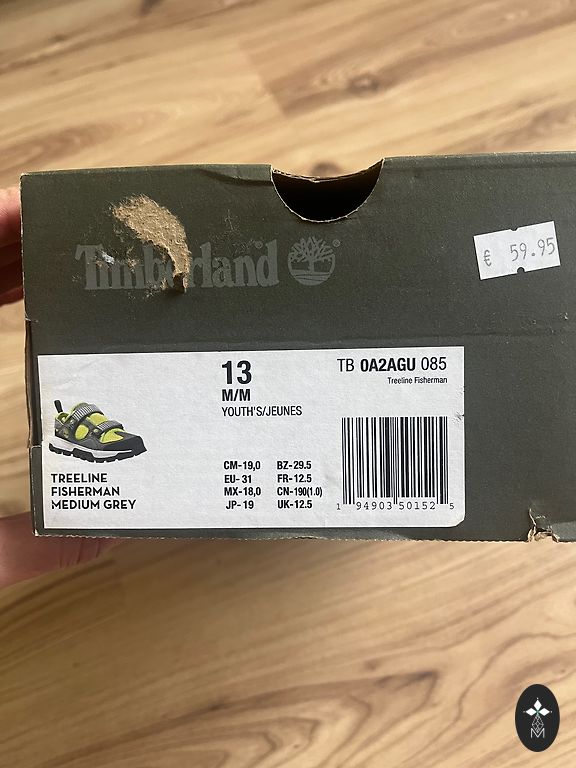 Timberland ®
€ 59.95
13
M/M
YOUTH'S/JEUNES
TB 0A2AGU 085
Treeline Fisherman
TREELINE
FISHERMAN
MEDIUM GREY
CM-19,0 BZ-29.5
EU- 31 FR-12.5
MX-18,0 CN-190(1.0)
JP- 19 UK-12.5
1 94903 50152 5
M